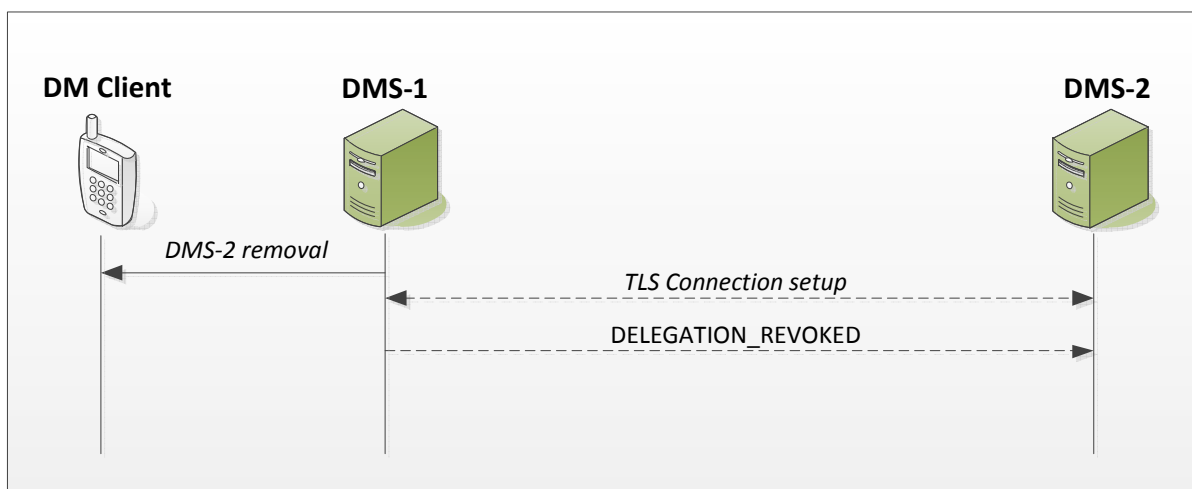 DM Client
DMS-1
DMS-2
DMS-2 removal
TLS Connection setup
DELEGATION_REVOKED